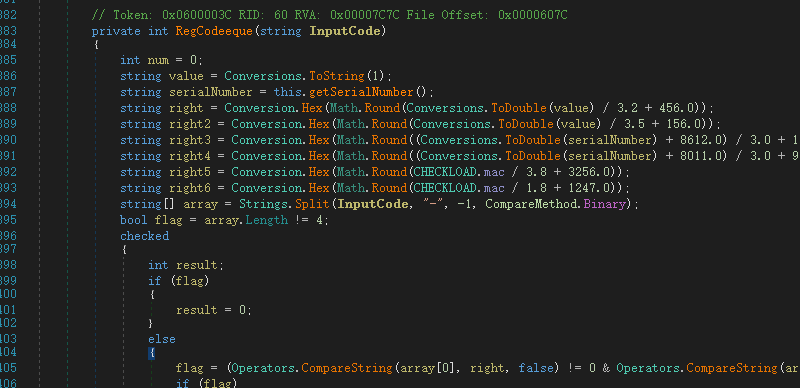 382 // Token: 0x0600003C RID: 60 RVA: 0x00007C7C File Offset: 0x0000607C
383 private int RegCodeeque(string InputCode)
384 {
385 int num = 0;
386 string value = Conversions.ToString(1);
387 string serialNumber = this.getSerialNumber();
388 string right = Conversion.Hex(Math.Round(Conversions.ToDouble(value) / 3.2 + 456.0));
389 string right2 = Conversion.Hex(Math.Round(Conversions.ToDouble(value) / 3.5 + 156.0));
390 string right3 = Conversion.Hex(Math.Round((Conversions.ToDouble(serialNumber) + 8612.0) / 3.0 + 1
391 string right4 = Conversion.Hex(Math.Round((Conversions.ToDouble(serialNumber) + 8011.0) / 3.0 + 9
392 string right5 = Conversion.Hex(Math.Round(CHECKLOAD.mac / 3.8 + 3256.0));
393 string right6 = Conversion.Hex(Math.Round(CHECKLOAD.mac / 1.8 + 1247.0));
394 string[] array = Strings.Split(InputCode, "-", -1, CompareMethod.Binary);
395 bool flag = array.Length != 4;
396 checked
397 {
398 int result;
399 if (flag)
400 {
401 result = 0;
402 }
403 else
404 {
405 flag = (Operators.CompareString(array[0], right, false) != 0 & Operators.CompareString(ar
406 if (flag)